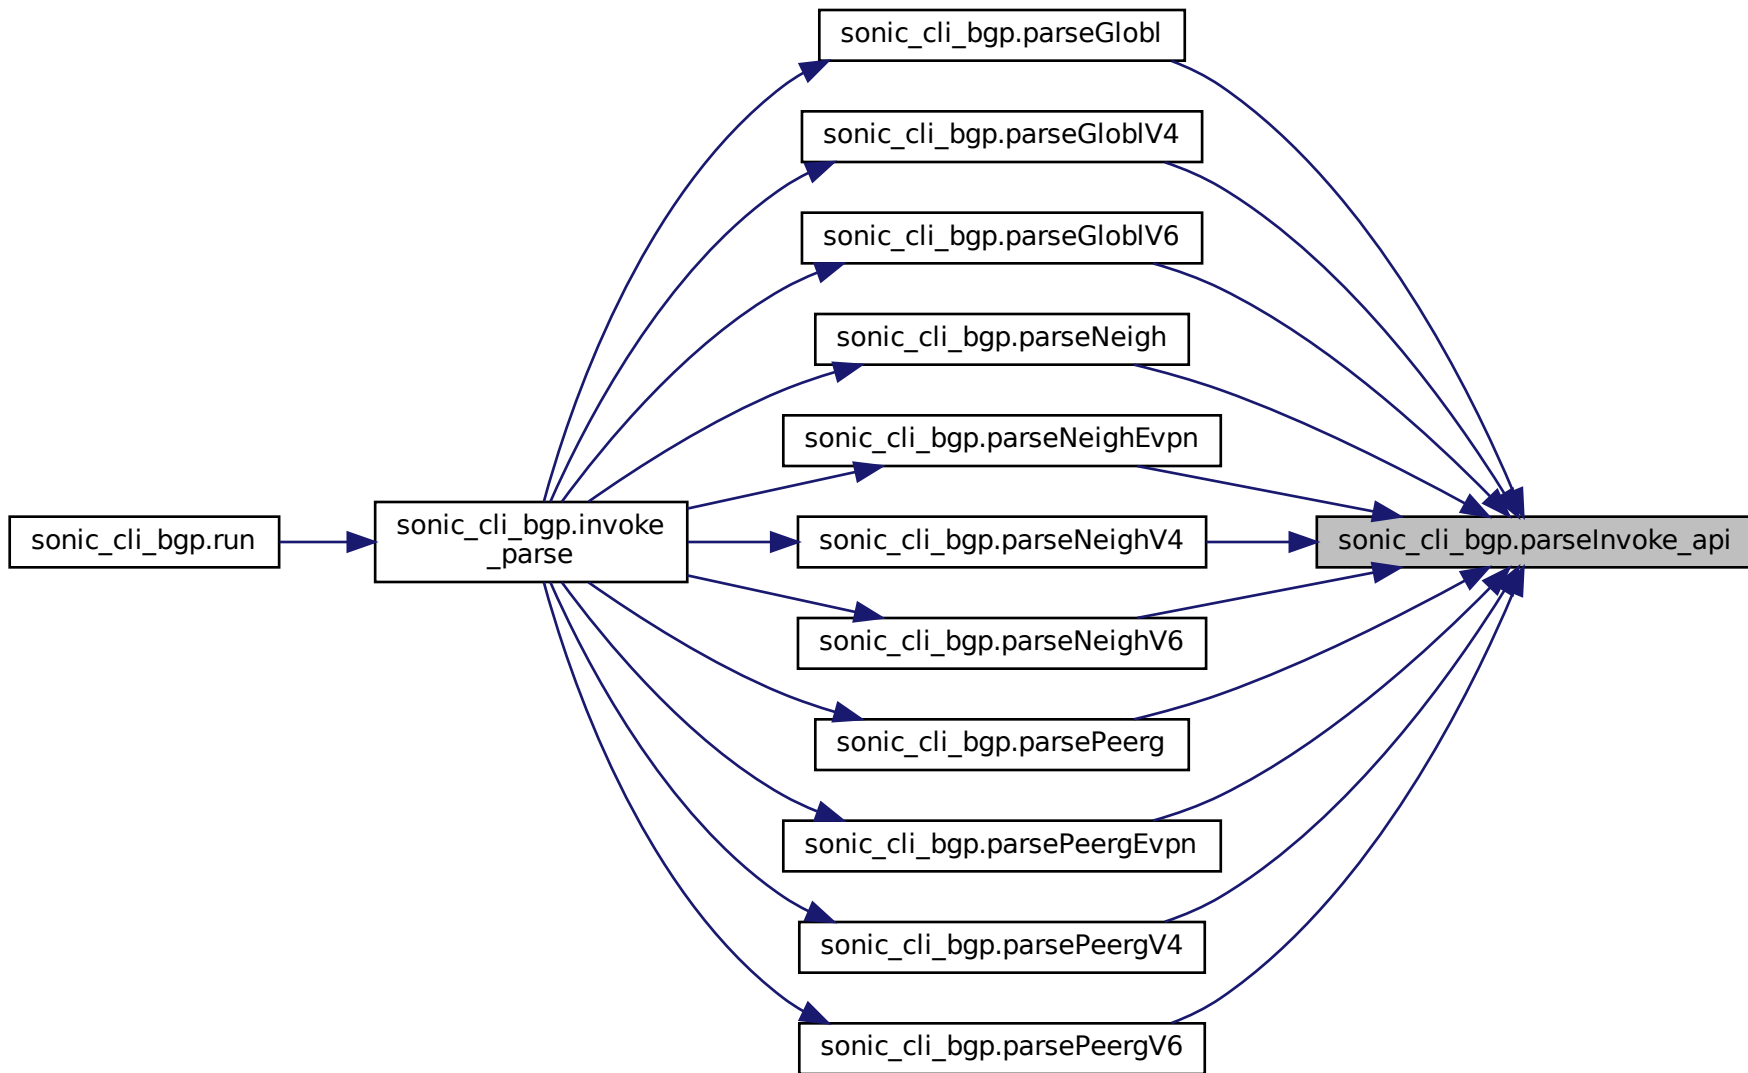 sonic_cli_bgp.parseGlobl
sonic_cli_bgp.parseGloblV4
sonic_cli_bgp.parseGloblV6
sonic_cli_bgp.parseNeigh
sonic_cli_bgp.parseNeighEvpn
sonic_cli_bgp.run
sonic_cli_bgp.invoke
_parse
sonic_cli_bgp.parseNeighV4
sonic_cli_bgp.parseInvoke_api
sonic_cli_bgp.parseNeighV6
sonic_cli_bgp.parsePeerg
sonic_cli_bgp.parsePeergEvpn
sonic_cli_bgp.parsePeergV4
sonic_cli_bgp.parsePeergV6